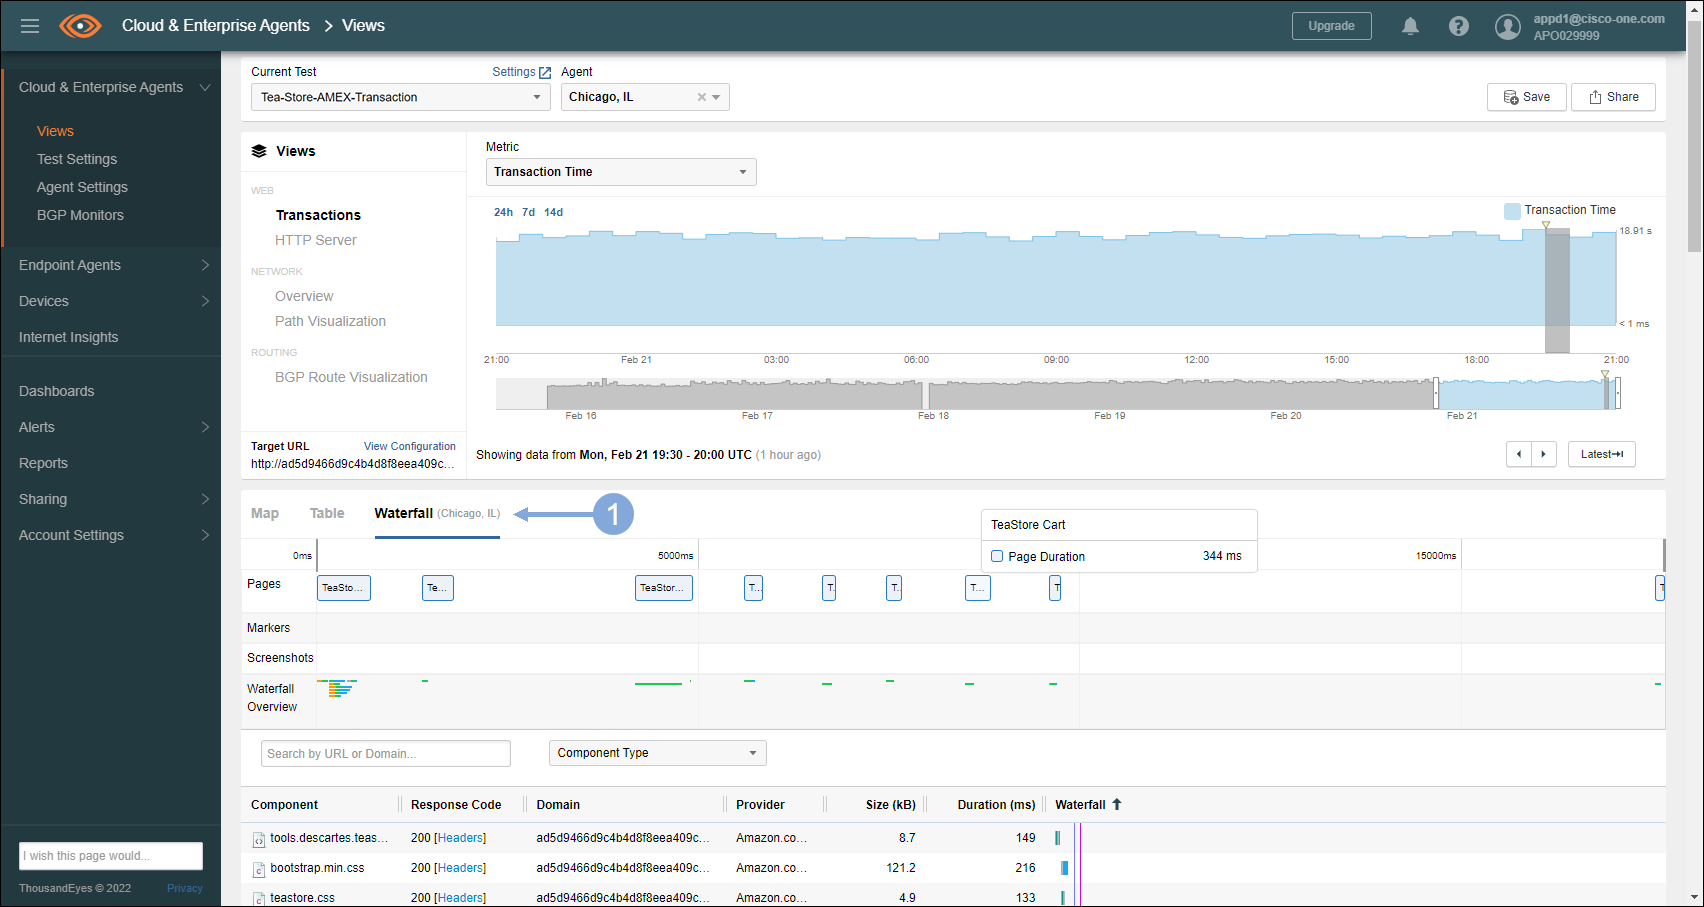 Cloud & Enterprise Agents > Views
Upgrade
appd1@cisco-one.com
APO029999
Cloud & Enterprise Agents
Views
Test Settings
Agent Settings
BGP Monitors
Endpoint Agents
Devices
Internet Insights
Dashboards
Alerts
Reports
Sharing
Account Settings
I wish this page would...
ThousandEyes © 2022 Privacy
Current Test Settings Agent
Tea-Store-AMEX-Transaction Chicago, IL
Save Share
Views
WEB
Transactions
HTTP Server
NETWORK
Overview
Path Visualization
ROUTING
BGP Route Visualization
Target URL View Configuration
http://ad5d9466d9c4b4d8f8eea409c...
Metric
Transaction Time
24h 7d 14d
Transaction Time
18.91 s
< 1 ms
21:00 Feb 21 03:00 06:00 09:00 12:00 15:00 18:00 21:00
Feb 16 Feb 17 Feb 18 Feb 19 Feb 20 Feb 21
Showing data from Mon, Feb 21 19:30 - 20:00 UTC (1 hour ago)
Latest
Map Table Waterfall (Chicago, IL) 1
TeaStore Cart
Page Duration 344 ms
0ms 5000ms 15000ms
Pages TeaSto... Te... TeaStor... T... T. T. T... T T
Markers
Screenshots
Waterfall
Overview
Search by URL or Domain... Component Type
Component Response Code Domain Provider Size (kB) Duration (ms) Waterfall
tools.descartes.teas... 200 [Headers] ad5d9466d9c4b4d8f8eea409c... Amazon.co... 8.7 149
bootstrap.min.css 200 [Headers] ad5d9466d9c4b4d8f8eea409c... Amazon.co... 121.2 216
teastore.css 200 [Headers] ad5d9466d9c4b4d8f8eea409c... Amazon.co... 4.9 133